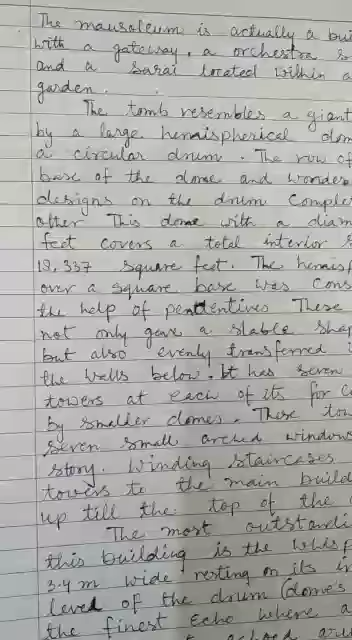 The mausoleum is actually a bui
with a gateway, a orchestra s
and a Sarai located within a
garden.
The tomb resembles a giant
by a large hemispherical dom
a circular drum. The row of
base of the dome and wonder
designs on the drum Comple
after This dome with a diam
feet covers a total interior s
18,337 square feet. The hemisp
over a square base was Cons
the help of pendentives These
not only gave a stable shap
but also evenly transferred i
the walls below. It has seven
towers at each of its for co
by smaller domes. These tow
seven small arched windows
story. Winding staircases
towers to the main build
up till the top of the
The most outstandi
this building is the whisp
3.4 m wide resting on its in
level of the drum (dome's
the finest Echo where a